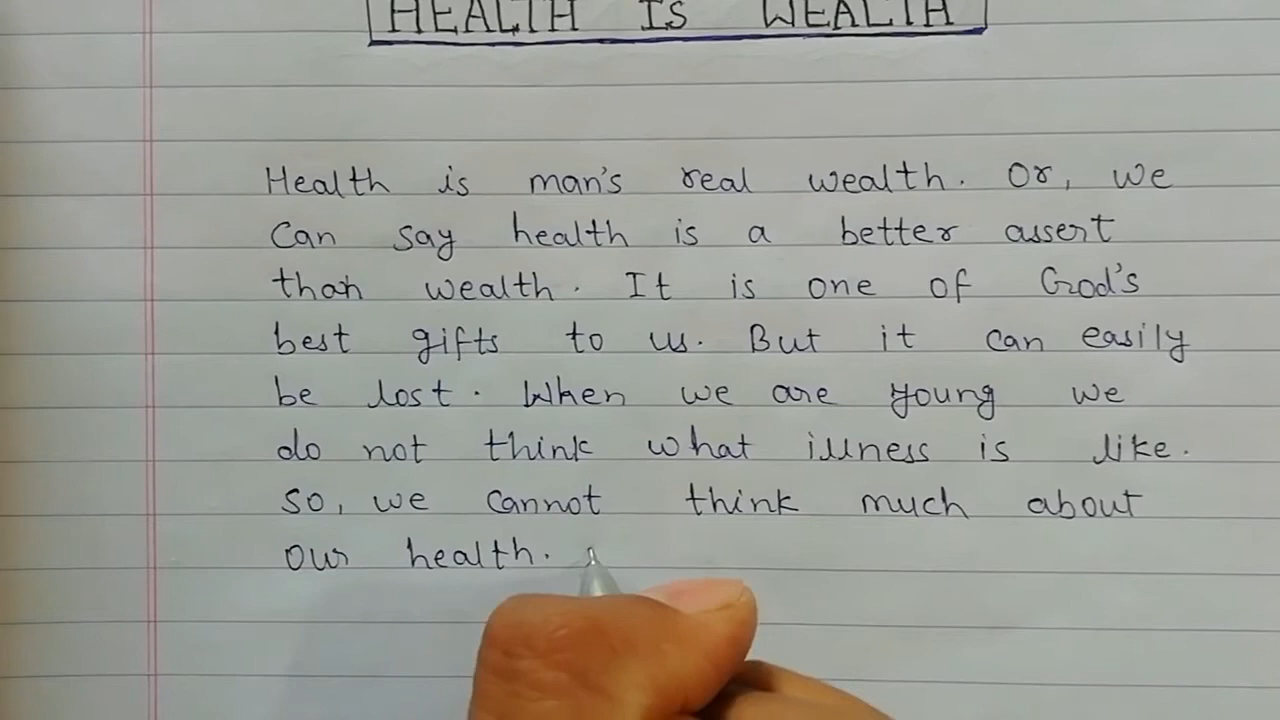 HEALTH IS WEALTH
Health is man's real wealth. Or, we
can say health is a better assert
than wealth. It is one of God's
best gifts to us. But it can easily
be lost. When we are young we
do not think what illness is like.
So, we cannot think much about
our health.